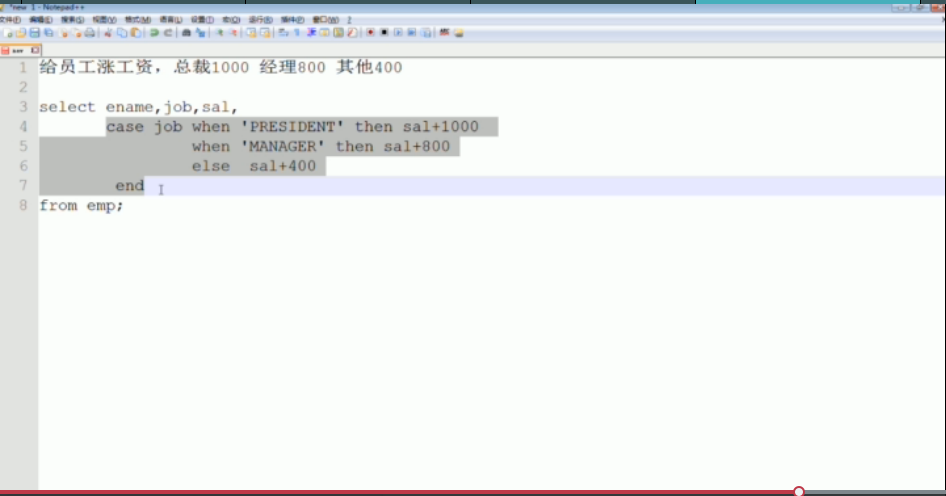 *new 1 - Notepad++
文件(F) 编辑(E) 搜索(S) 视图(V) 格式(M) 语言(L) 设置(T) 宏(O) 运行(R) 插件(P) 窗口(W) ?
1 给员工涨工资，总裁1000 经理800 其他400
2
3 select ename,job,sal,
4 case job when 'PRESIDENT' then sal+1000
5 when 'MANAGER' then sal+800
6 else sal+400
7 end
8 from emp;